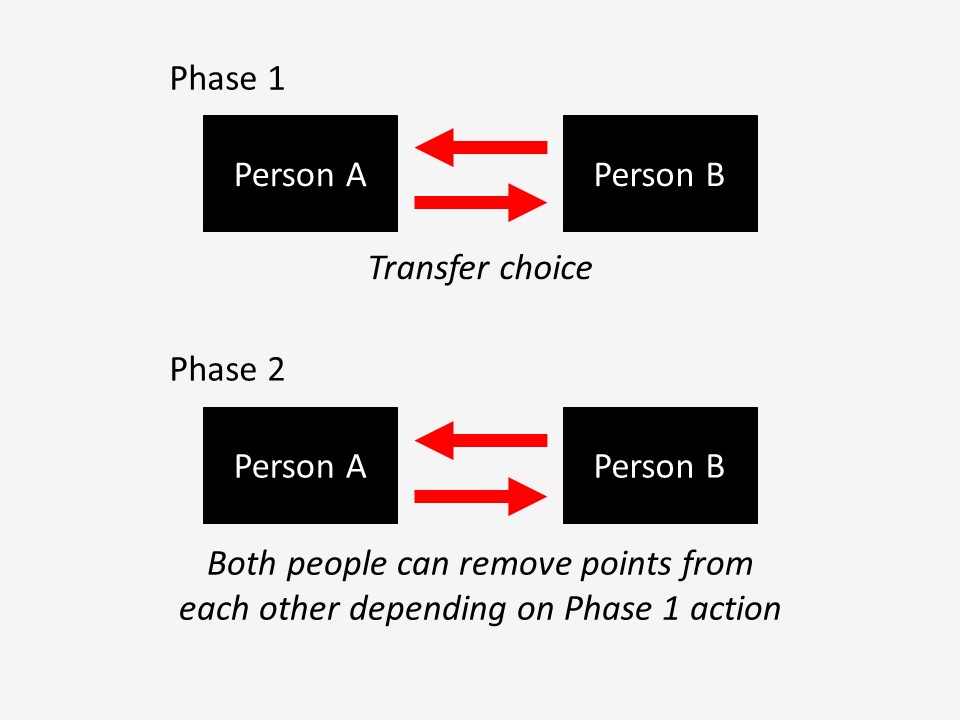 Phase 1
Person A
Person B
Transfer choice
Phase 2
Person A
Person B
Both people can remove points from
each other depending on Phase 1 action